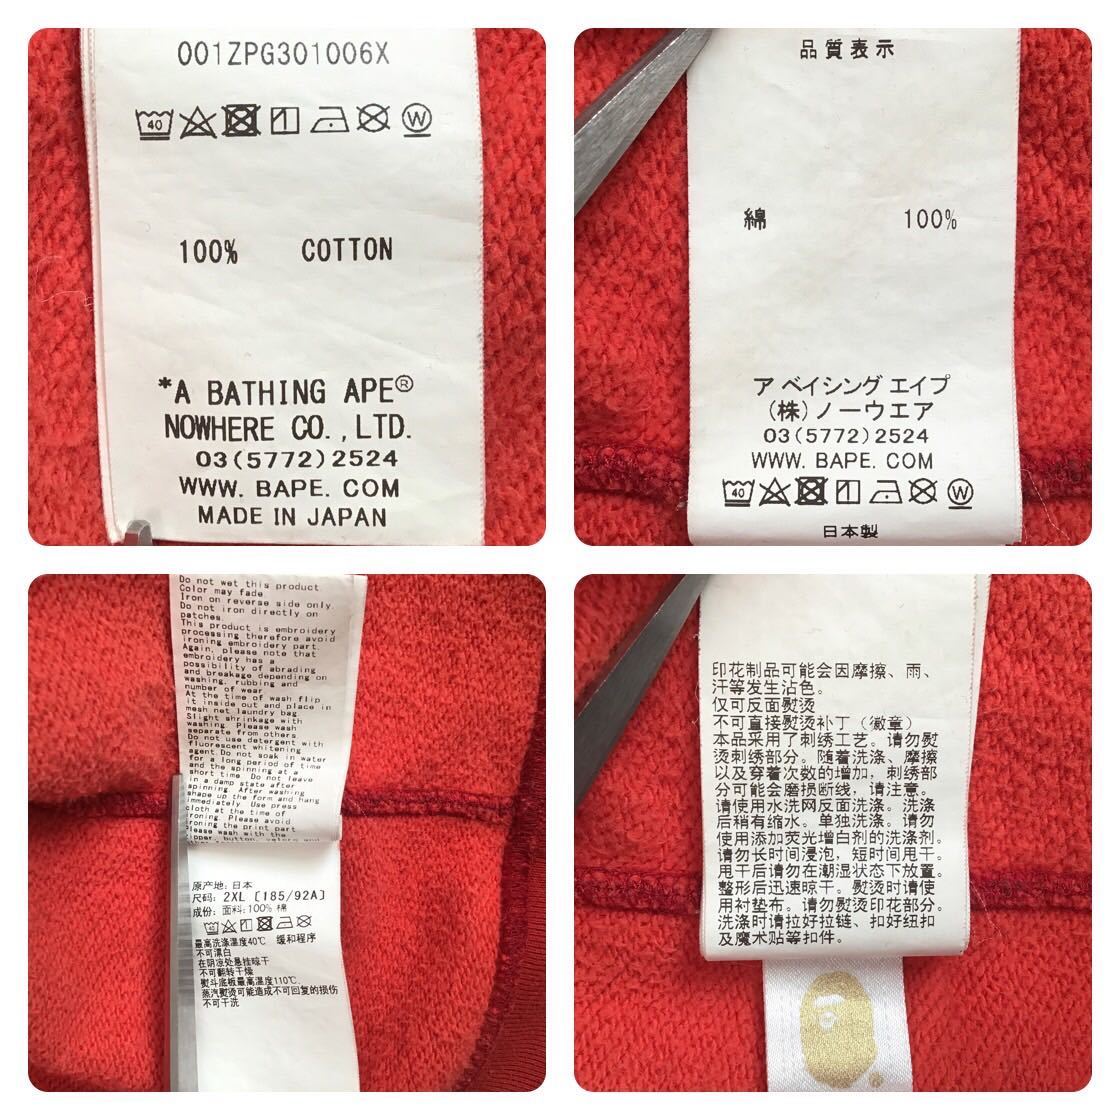 001ZPG301006X
40
W
100% COTTON
*A BATHING APE®
NOWHERE CO.,LTD.
03(5772)2524
WWW.BAPE.COM
MADE IN JAPAN
品質表示
綿 100%
ア ベイシング エイプ
(株)ノーウエア
03(5772)2524
WWW.BAPE.COM
40
W
日本製
Do not wet this product
Color may fade
Iron on reverse side only.
Do not iron directly on
patches.
This product is embroidery
processing therefore avoid
ironing embroidery part.
Again, please note that
embroidery has a
possibility of abrading
and breakage depending on
washing, rubbing and
number of wear
At the time of wash flip
it inside out and place in
mesh net laundry bag.
Slight shrinkage with
washing. Please wash
separate from others
Do not use detergent with
fluorescent whitening
agent.Do not soak in water
for a long period of time
and the spinning at a
short time. Do not leave
in a damp state after
spinning. After washing
shape up the form and hang
immediately. Use press
cloth at the time of
ironing. Please avoid
ironing the print part
Please wash with the
原产地: 日本
尺码: 2XL [185/92A]
成份: 面料:100% 棉
最高洗涤温度40℃ 缓和程序
不可漂白
在阴凉处悬挂晾干
不可翻转干燥
熨斗底板最高温度110℃.
蒸汽熨烫可能造成不可回复的损伤
不可干洗
印花制品可能会因摩擦、雨、
汗等发生沾色。
仅可反面熨烫
不可直接熨烫补丁（徽章）
本品采用了刺绣工艺。请勿熨
烫刺绣部分。随着洗涤、摩擦
以及穿着次数的增加，刺绣部
分可能会磨损断线，请注意。
请使用水洗网反面洗涤。洗涤
后稍有缩水。单独洗涤。请勿
使用添加荧光增白剂的洗涤剂。
请勿长时间浸泡，短时间甩干。
甩干后请勿在潮湿状态下放置。
整形后迅速晾干。熨烫时请使
用衬垫布。请勿熨烫印花部分。
洗涤时请拉好拉链、扣好纽扣
及魔术贴等扣件。